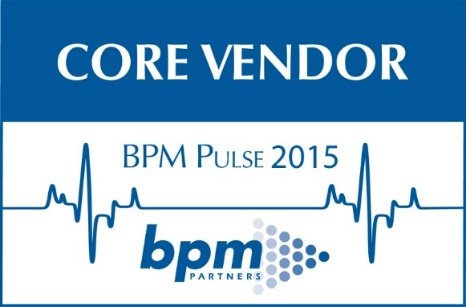 CORE VENDOR
BPM PULSE 2015
bpm
PARTNERS